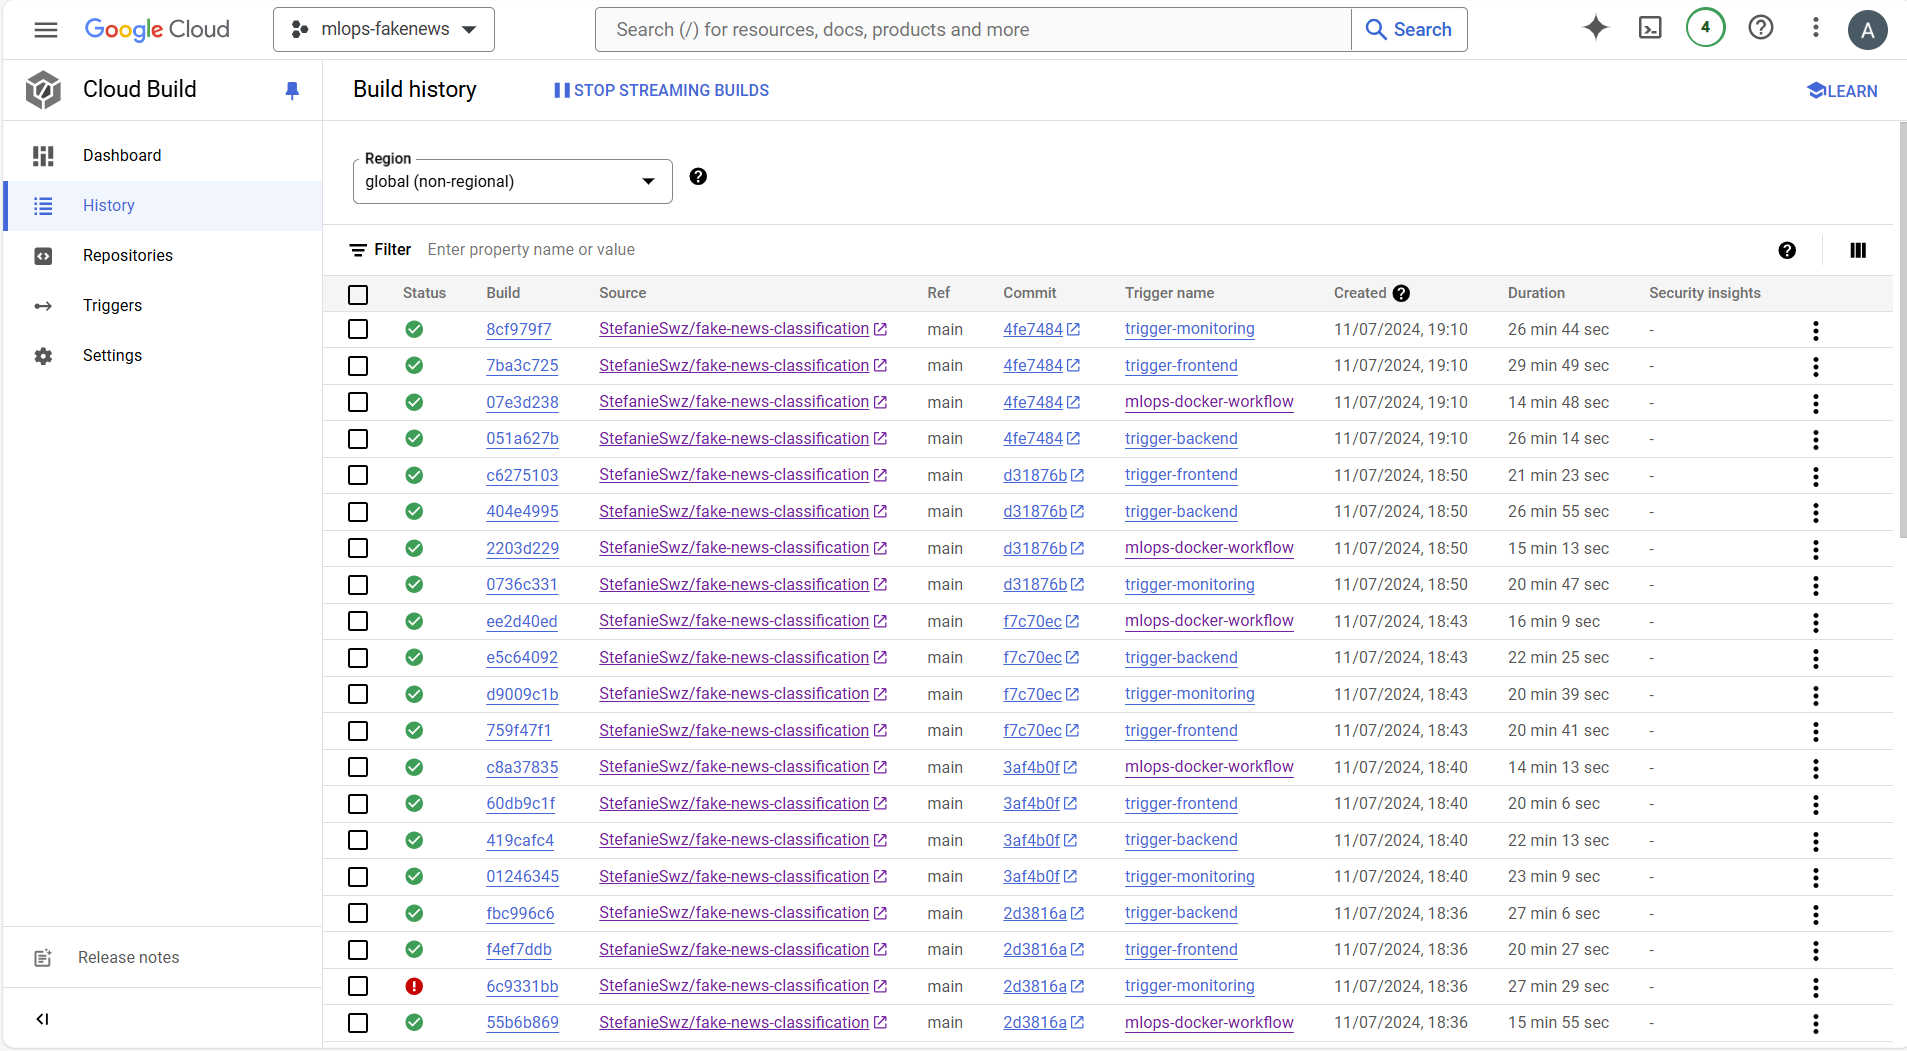 Google Cloud mlops-fakenews Search (/) for resources, docs, products and more Search 4 A
Cloud Build Build history STOP STREAMING BUILDS LEARN
Dashboard
History
Repositories
Triggers
Settings
Release notes
Region
global (non-regional)
Filter Enter property name or value
Status Build Source Ref Commit Trigger name Created Duration Security insights
8cf979f7 StefanieSwz/fake-news-classification main 4fe7484 trigger-monitoring 11/07/2024, 19:10 26 min 44 sec -
7ba3c725 StefanieSwz/fake-news-classification main 4fe7484 trigger-frontend 11/07/2024, 19:10 29 min 49 sec -
07e3d238 StefanieSwz/fake-news-classification main 4fe7484 mlops-docker-workflow 11/07/2024, 19:10 14 min 48 sec -
051a627b StefanieSwz/fake-news-classification main 4fe7484 trigger-backend 11/07/2024, 19:10 26 min 14 sec -
c6275103 StefanieSwz/fake-news-classification main d31876b trigger-frontend 11/07/2024, 18:50 21 min 23 sec -
404e4995 StefanieSwz/fake-news-classification main d31876b trigger-backend 11/07/2024, 18:50 26 min 55 sec -
2203d229 StefanieSwz/fake-news-classification main d31876b mlops-docker-workflow 11/07/2024, 18:50 15 min 13 sec -
0736c331 StefanieSwz/fake-news-classification main d31876b trigger-monitoring 11/07/2024, 18:50 20 min 47 sec -
ee2d40ed StefanieSwz/fake-news-classification main f7c70ec mlops-docker-workflow 11/07/2024, 18:43 16 min 9 sec -
e5c64092 StefanieSwz/fake-news-classification main f7c70ec trigger-backend 11/07/2024, 18:43 22 min 25 sec -
d9009c1b StefanieSwz/fake-news-classification main f7c70ec trigger-monitoring 11/07/2024, 18:43 20 min 39 sec -
759f47f1 StefanieSwz/fake-news-classification main f7c70ec trigger-frontend 11/07/2024, 18:43 20 min 41 sec -
c8a37835 StefanieSwz/fake-news-classification main 3af4b0f mlops-docker-workflow 11/07/2024, 18:40 14 min 13 sec -
60db9c1f StefanieSwz/fake-news-classification main 3af4b0f trigger-frontend 11/07/2024, 18:40 20 min 6 sec -
419cafc4 StefanieSwz/fake-news-classification main 3af4b0f trigger-backend 11/07/2024, 18:40 22 min 13 sec -
01246345 StefanieSwz/fake-news-classification main 3af4b0f trigger-monitoring 11/07/2024, 18:40 23 min 9 sec -
fbc996c6 StefanieSwz/fake-news-classification main 2d3816a trigger-backend 11/07/2024, 18:36 27 min 6 sec -
f4ef7ddb StefanieSwz/fake-news-classification main 2d3816a trigger-frontend 11/07/2024, 18:36 20 min 27 sec -
6c9331bb StefanieSwz/fake-news-classification main 2d3816a trigger-monitoring 11/07/2024, 18:36 27 min 29 sec -
55b6b869 StefanieSwz/fake-news-classification main 2d3816a mlops-docker-workflow 11/07/2024, 18:36 15 min 55 sec -